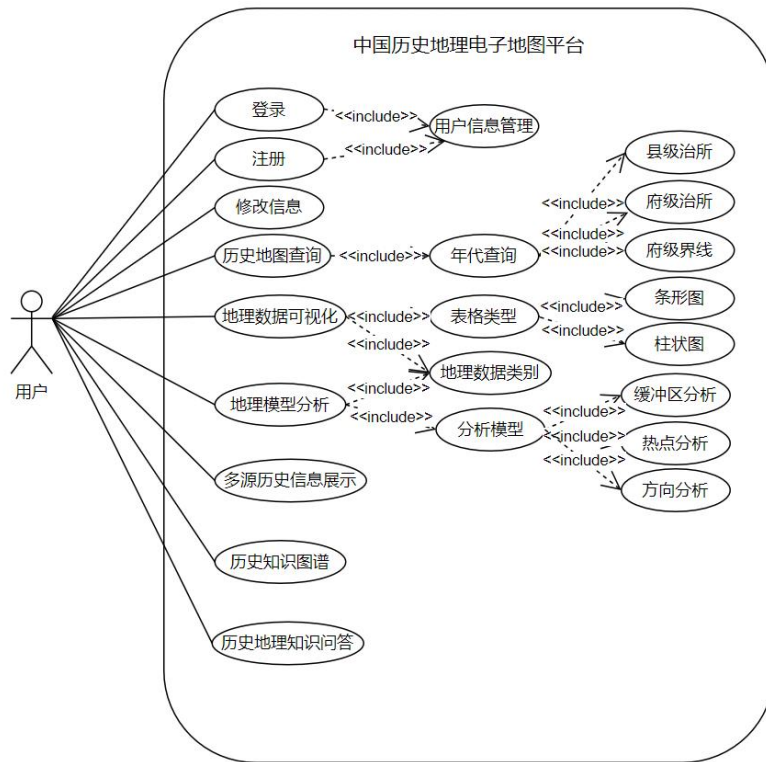 中国历史地理电子地图平台
登录
<<include>>
用户信息管理
注册
<<include>>
县级治所
修改信息
<<include>>
府级治所
<<include>>
历史地图查询
<<include>>
年代查询
<<include>>
府级界线
条形图
<<include>>
地理数据可视化
<<include>>
表格类型
<<include>>
柱状图
<<include>>
地理数据类别
<<include>>
缓冲区分析
地理模型分析
<<include>>
<<include>>
分析模型
<<include>>
热点分析
<<include>>
方向分析
用户
多源历史信息展示
历史知识图谱
历史地理知识问答